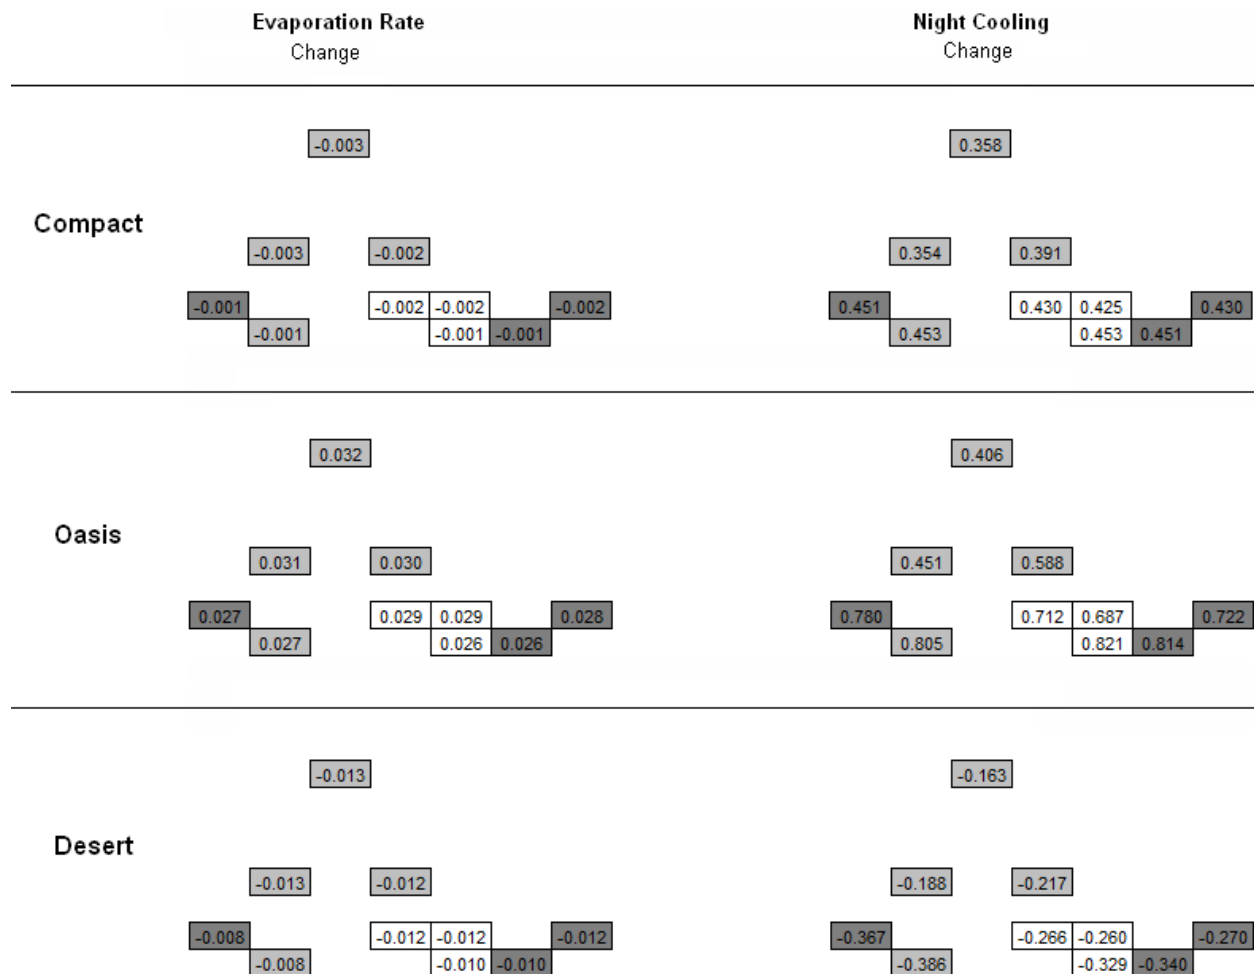 Evaporation Rate Night Cooling
Change Change
-0.003 0.358
Compact
-0.003 -0.002 0.354 0.391
-0.001 -0.002 -0.002 -0.002 0.451 0.430 0.425 0.430
-0.001 -0.001 -0.001 0.453 0.453 0.451
0.032 0.406
Oasis
0.031 0.030 0.451 0.588
0.027 0.029 0.029 0.028 0.780 0.712 0.687 0.722
0.027 0.026 0.026 0.805 0.821 0.814
-0.013 -0.163
Desert
-0.013 -0.012 -0.188 -0.217
-0.008 -0.012 -0.012 -0.012 -0.367 -0.266 -0.260 -0.270
-0.008 -0.010 -0.010 -0.386 -0.329 -0.340